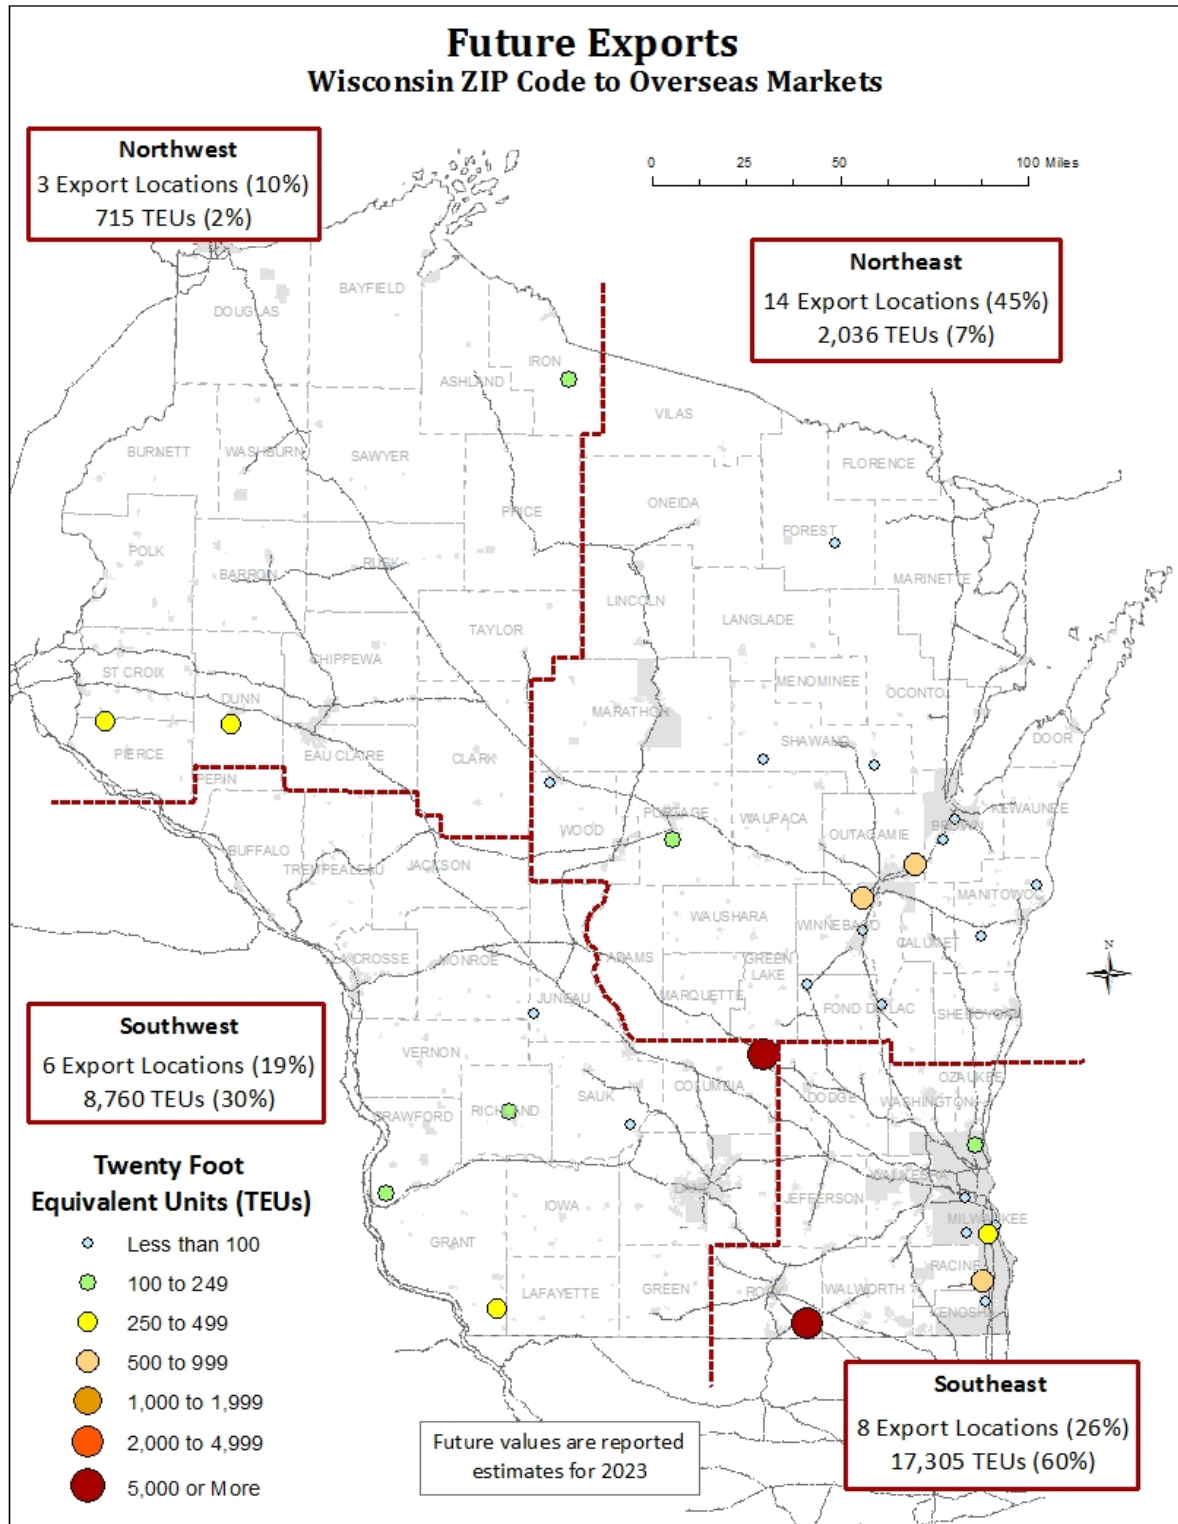 Future Exports
Wisconsin ZIP Code to Overseas Markets
Northwest
3 Export Locations (10%)
715 TEUs (2%)
0 25 50 100 Miles
Northeast
14 Export Locations (45%)
2,036 TEUs (7%)
BAYFIELD
DOUGLAS
IRON
ASHLAND
VILAS
BURNETT
WASHBURN
SAWYER
FLORENCE
ONEIDA
PRICE
FOREST
POLK
RUSK
BARRON
MARINETTE
LINCOLN
LANGLADE
TAYLOR
CHIPPEWA
ST CROIX
MENOMINEE
OCONTO
DUNN
MARATHON
SHAWANO
DOOR
PIERCE
EAU CLAIRE
CLARK
PEPIN
PORTAGE
KEWAUNEE
WAUPACA
BROWN
WOOD
OUTAGAMIE
BUFFALO
TREMPEALEAU
JACKSON
MANITOWOC
WAUSHARA
WINNEBAGO
CALUMET
LACROSSE
MONROE
ADAMS
GREEN
LAKE
N
JUNEAU
MARQUETTE
FOND DU LAC
SHEBOYGAN
Southwest
6 Export Locations (19%)
8,760 TEUs (30%)
VERNON
OZAUKEE
COLUMBIA
SAUK
DODGE
WASHINGTON
RICHLAND
CRAWFORD
WAUKESHA
DANE
JEFFERSON
IOWA
MILWAUKEE
GRANT
RACINE
LAFAYETTE
GREEN
ROCK
WALWORTH
KENOSHA
Twenty Foot
Equivalent Units (TEUs)
Less than 100
100 to 249
250 to 499
500 to 999
1,000 to 1,999
2,000 to 4,999
5,000 or More
Future values are reported
estimates for 2023
Southeast
8 Export Locations (26%)
17,305 TEUs (60%)